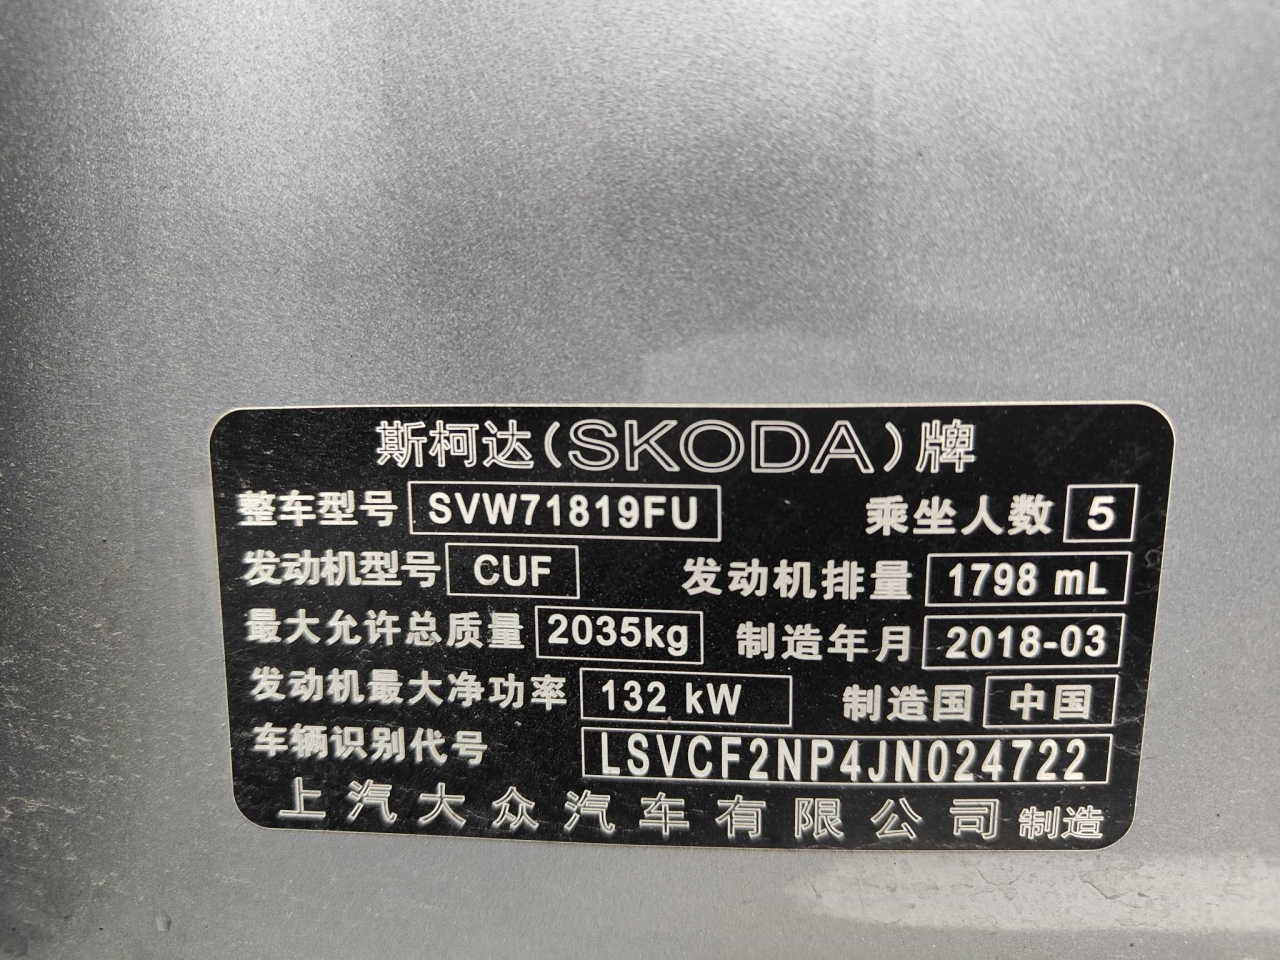 斯柯达(SKODA)牌
整车型号 SVW71819FU 乘坐人数 5
发动机型号 CUF 发动机排量 1798 mL
最大允许总质量 2035kg 制造年月 2018-03
发动机最大净功率 132 kW 制造国 中国
车辆识别代号 LSVCF2NP4JN024722
上汽大众汽车有限公司 制造